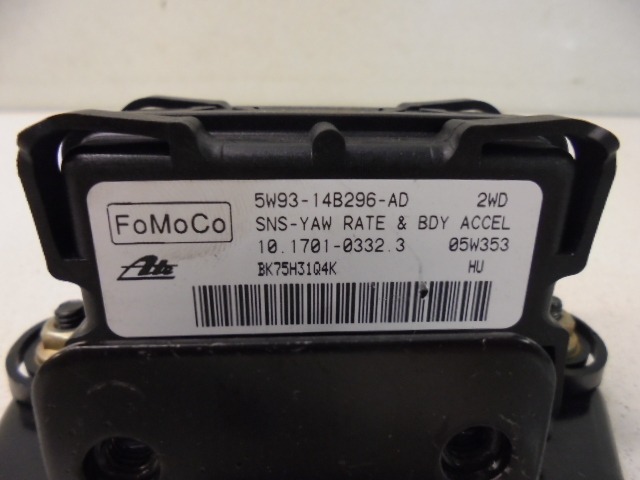 5W93-14B296-AD 2WD
FoMoCo SNS-YAW RATE & BDY ACCEL
10.1701-0332.3 05W353
Ate BK75H31Q4K HU